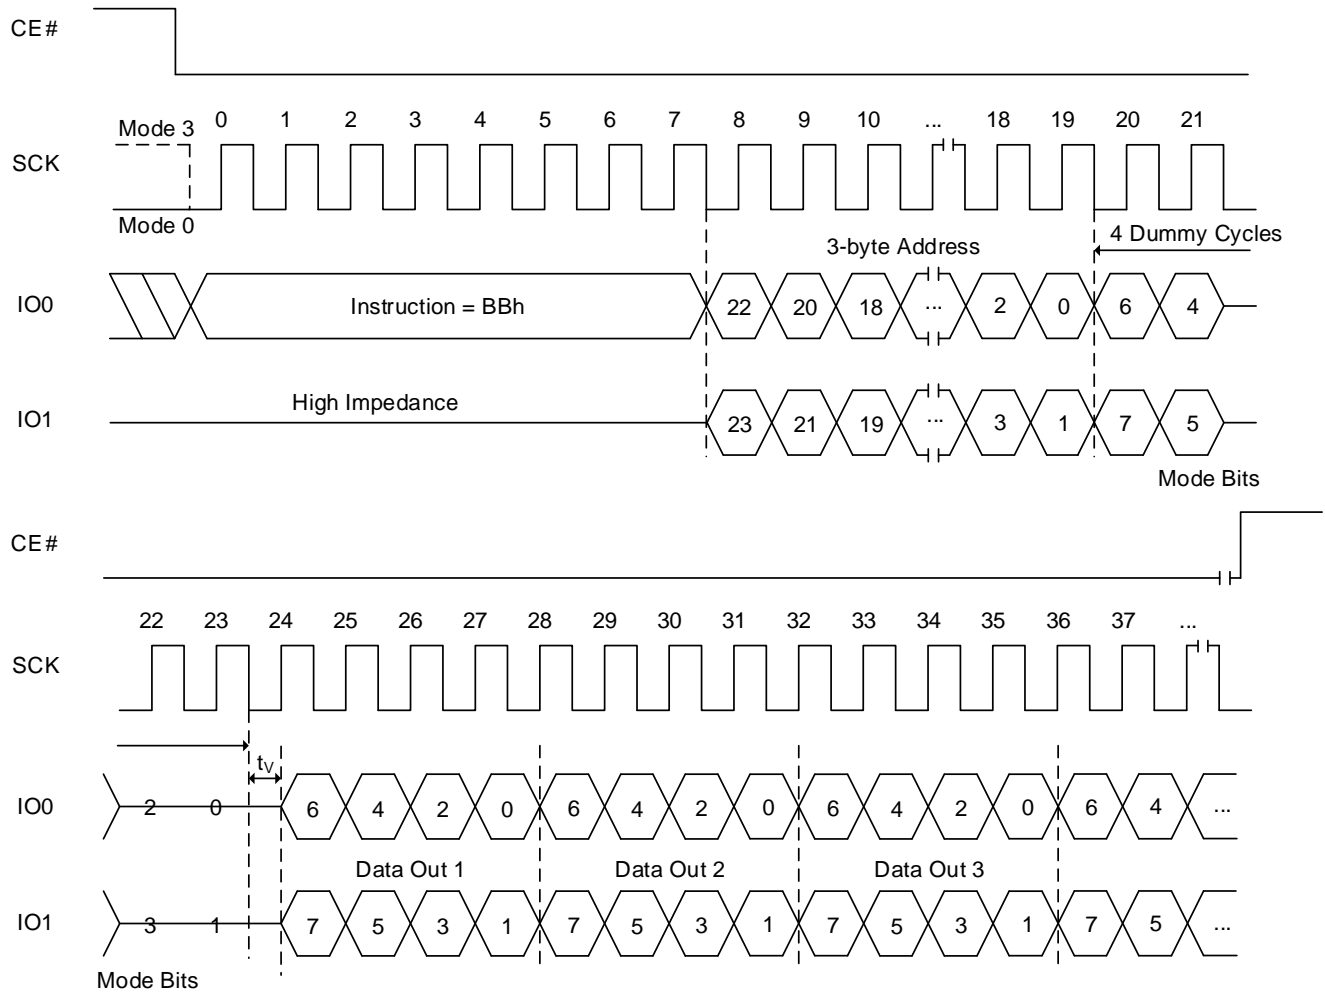 CE#
0 1 2 3 4 5 6 7 8 9 10 ... 18 19 20 21
Mode 3
SCK
Mode 0
4 Dummy Cycles
3-byte Address
IO0 Instruction = BBh 22 20 18 ... 2 0 6 4
High Impedance
IO1 23 21 19 ... 3 1 7 5
Mode Bits
CE#
22 23 24 25 26 27 28 29 30 31 32 33 34 35 36 37 ...
SCK
tV
IO0 2 0 6 4 2 0 6 4 2 0 6 4 2 0 6 4 ...
Data Out 1 Data Out 2 Data Out 3
IO1 3 1 7 5 3 1 7 5 3 1 7 5 3 1 7 5 ...
Mode Bits